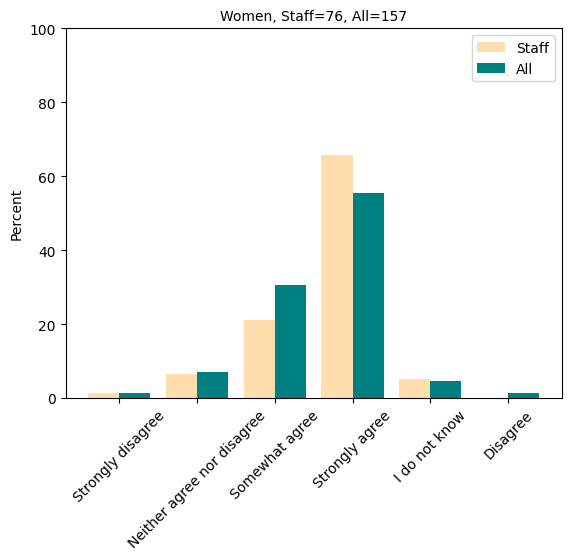 Women, Staff=76, All=157
100
80
60
40
20
0
Percent
Staff
All
Strongly disagree
Neither agree nor disagree
Somewhat agree
Strongly agree
I do not know
Disagree